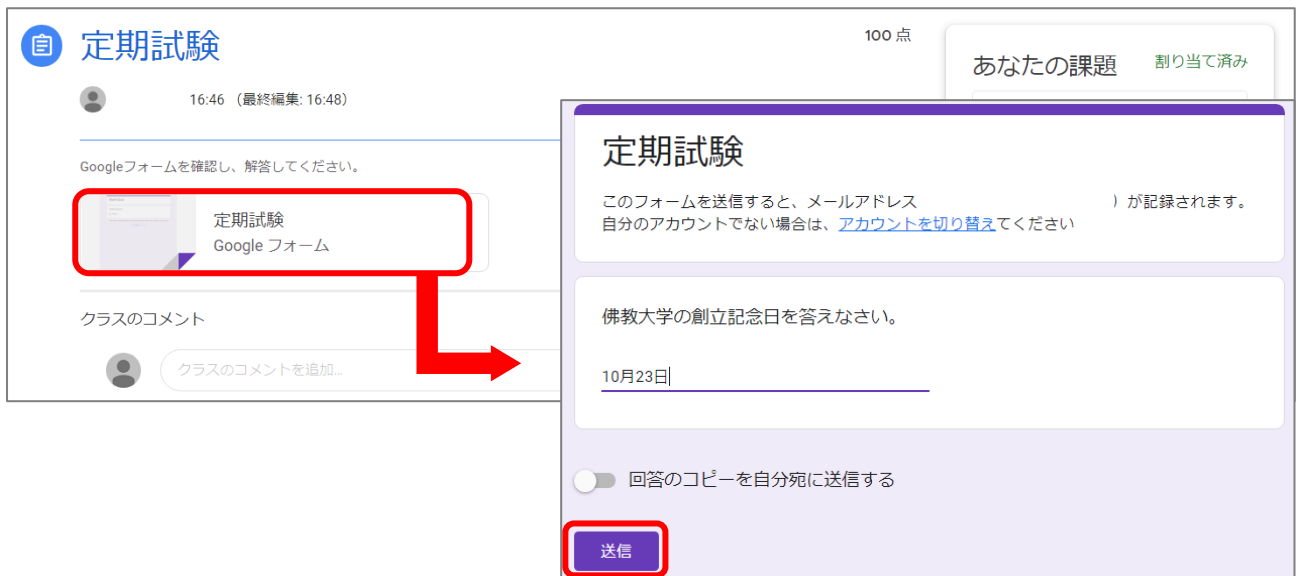 定期試験
100 点
あなたの課題 割り当て済み
16:46 （最終編集: 16:48）
Googleフォームを確認し、解答してください。
定期試験
Google フォーム
クラスのコメント
クラスのコメントを追加...
定期試験
このフォームを送信すると、メールアドレス ）が記録されます。
自分のアカウントでない場合は、アカウントを切り替えてください
佛教大学の創立記念日を答えなさい。
10月23日
回答のコピーを自分宛に送信する
送信